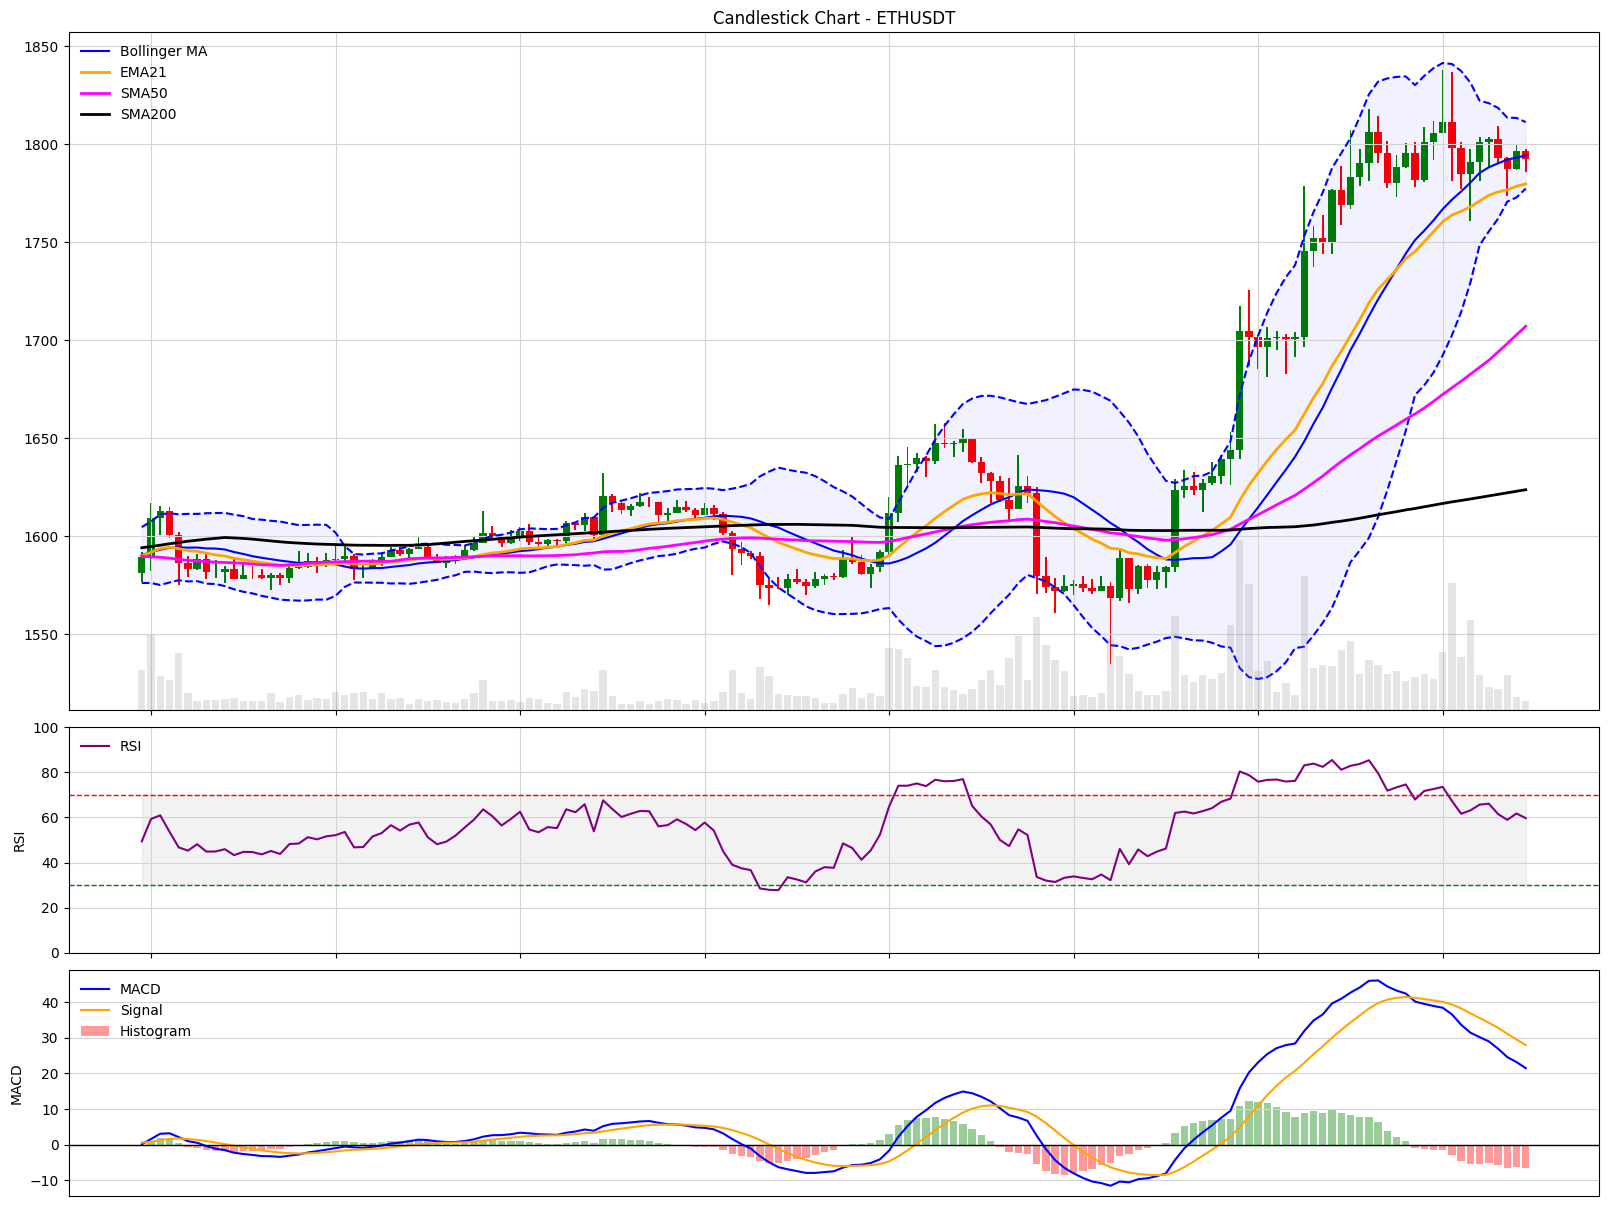 Candlestick Chart - ETHUSDT
Bollinger MA
EMA21
SMA50
SMA200
1850
1800
1750
1700
1650
1600
1550
RSI
100
80
60
40
20
0
RSI
MACD
Signal
Histogram
40
30
20
10
0
−10
MACD